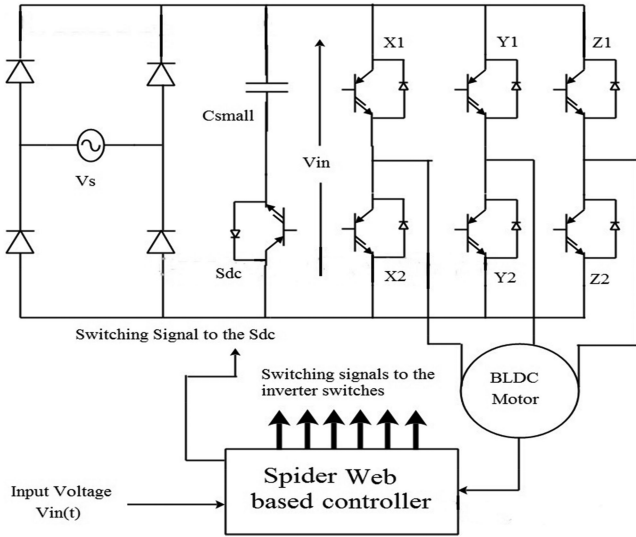 X1
Y1
Z1
Csmall
Vin
Vs
Sdc
X2
Y2
Z2
Switching Signal to the Sdc
Switching signals to the
inverter switches
BLDC
Motor
Spider Web
based controller
Input Voltage
Vin(t)